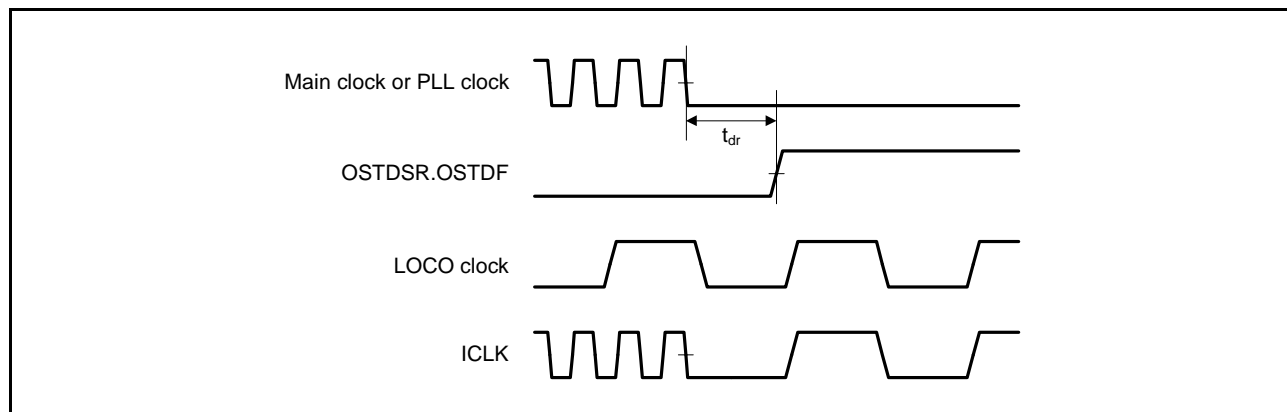 Main clock or PLL clock
tdr
OSTDSR.OSTDF
LOCO clock
ICLK